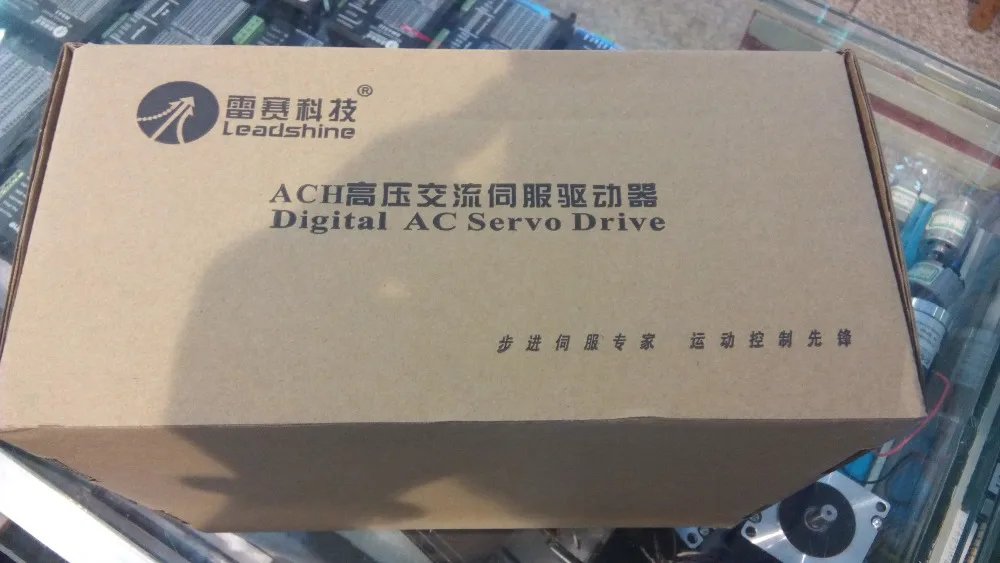 雷赛科技®
Leadshine
ACH高压交流伺服驱动器
Digital AC Servo Drive
步进伺服专家 运动控制先锋